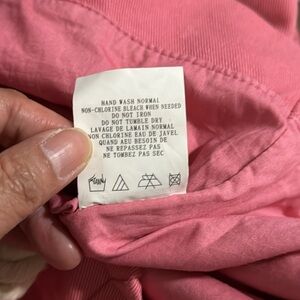 HAND WASH NORMAL
NON-CHLORINE BLEACH WHEN NEEDED
DO NOT IRON
DO NOT TUMBLE DRY
LAVAGE DE LAMAIN NORMAL
NON CHLORINE EAU DE JAVEL
QUAND AEU BESOIN DE
NE REPASSEZ PAS
NE TOMBEZ PAS SEC